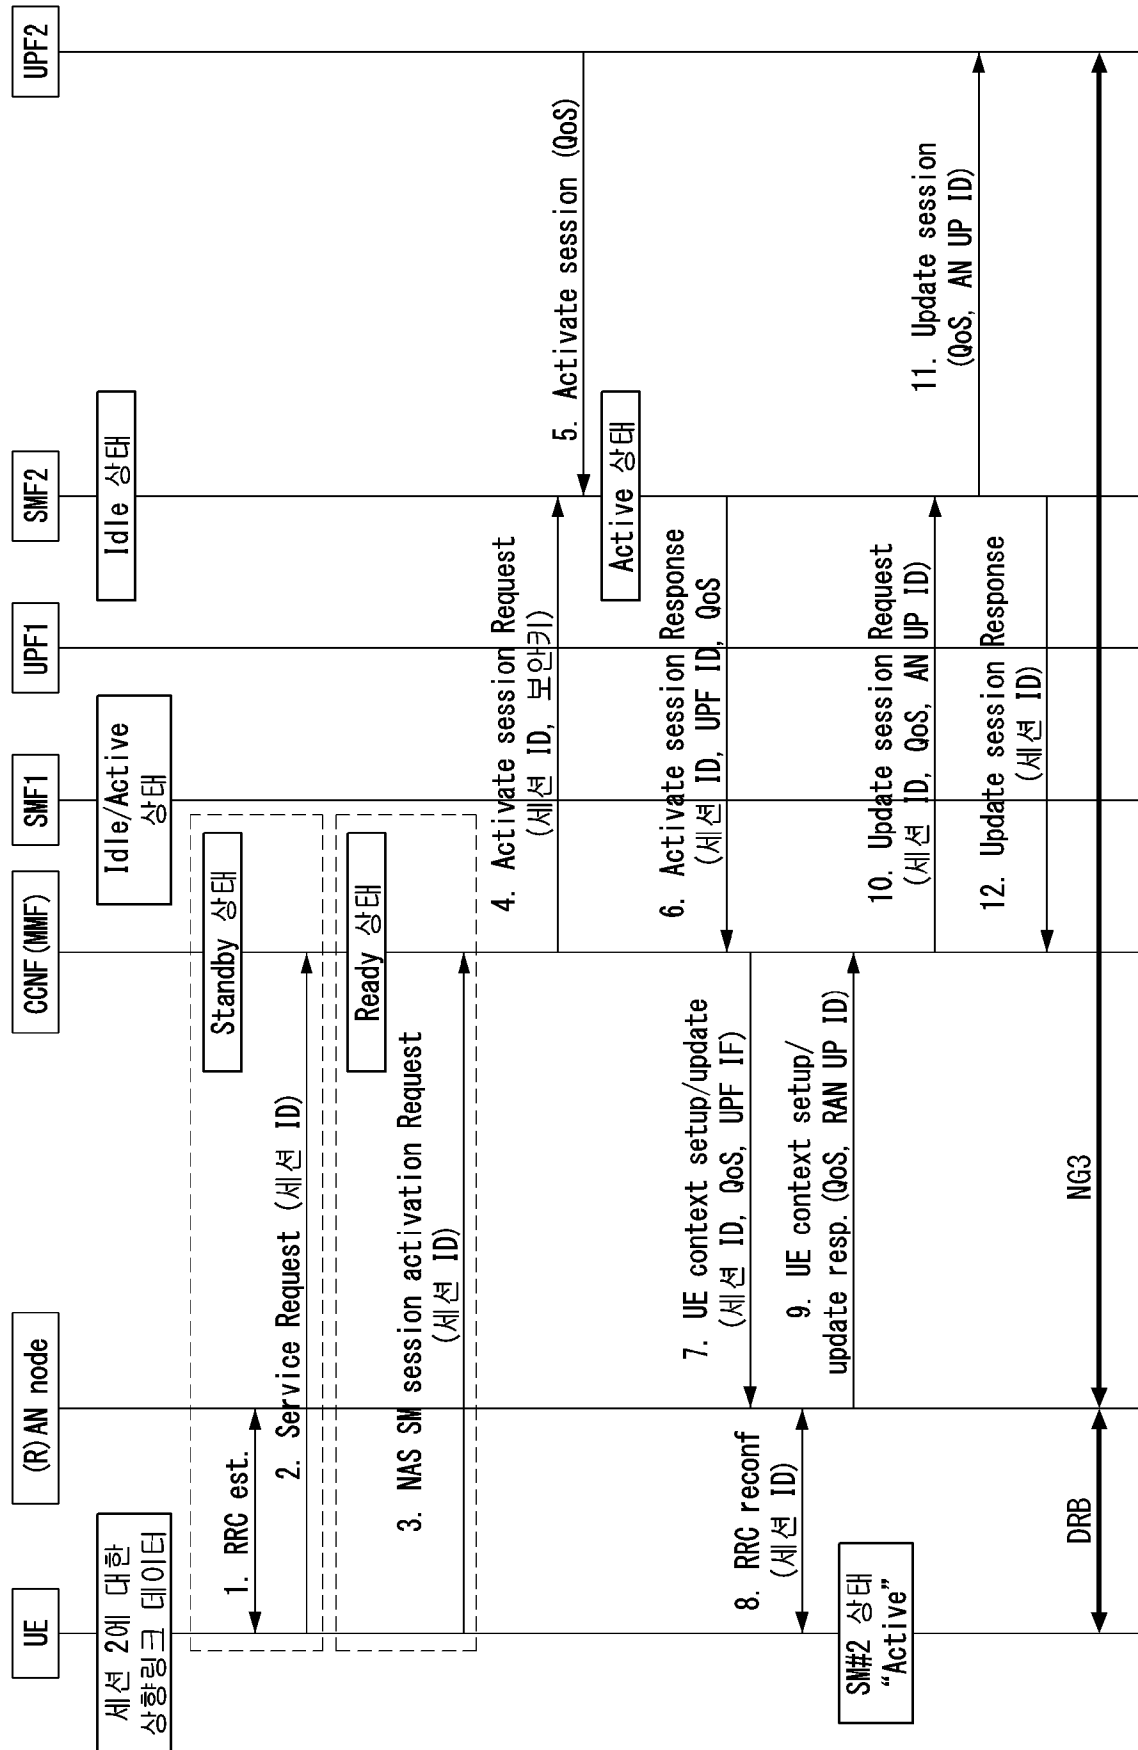 UE
(R)AN node
CCNF(MMF)
SMF1
UPF1
SMF2
UPF2
세션 2에 대한
상향링크 데이터
Idle/Active
상태
Idle 상태
Standby 상태
1. RRC est.
2. Service Request (세션 ID)
Ready 상태
3. NAS SM session activation Request
(세션 ID)
4. Activate session Request
(세션 ID, 보안키)
5. Activate session (QoS)
Active 상태
6. Activate session Response
(세션 ID, UPF ID, QoS
7. UE context setup/update
(세션 ID, QoS, UPF IF)
8. RRC reconf
(세션 ID)
9. UE context setup/
update resp.(QoS, RAN UP ID)
SM#2 상태
“Active”
10. Update session Request
(세션 ID, QoS, AN UP ID)
11. Update session
(QoS, AN UP ID)
12. Update session Response
(세션 ID)
DRB
NG3